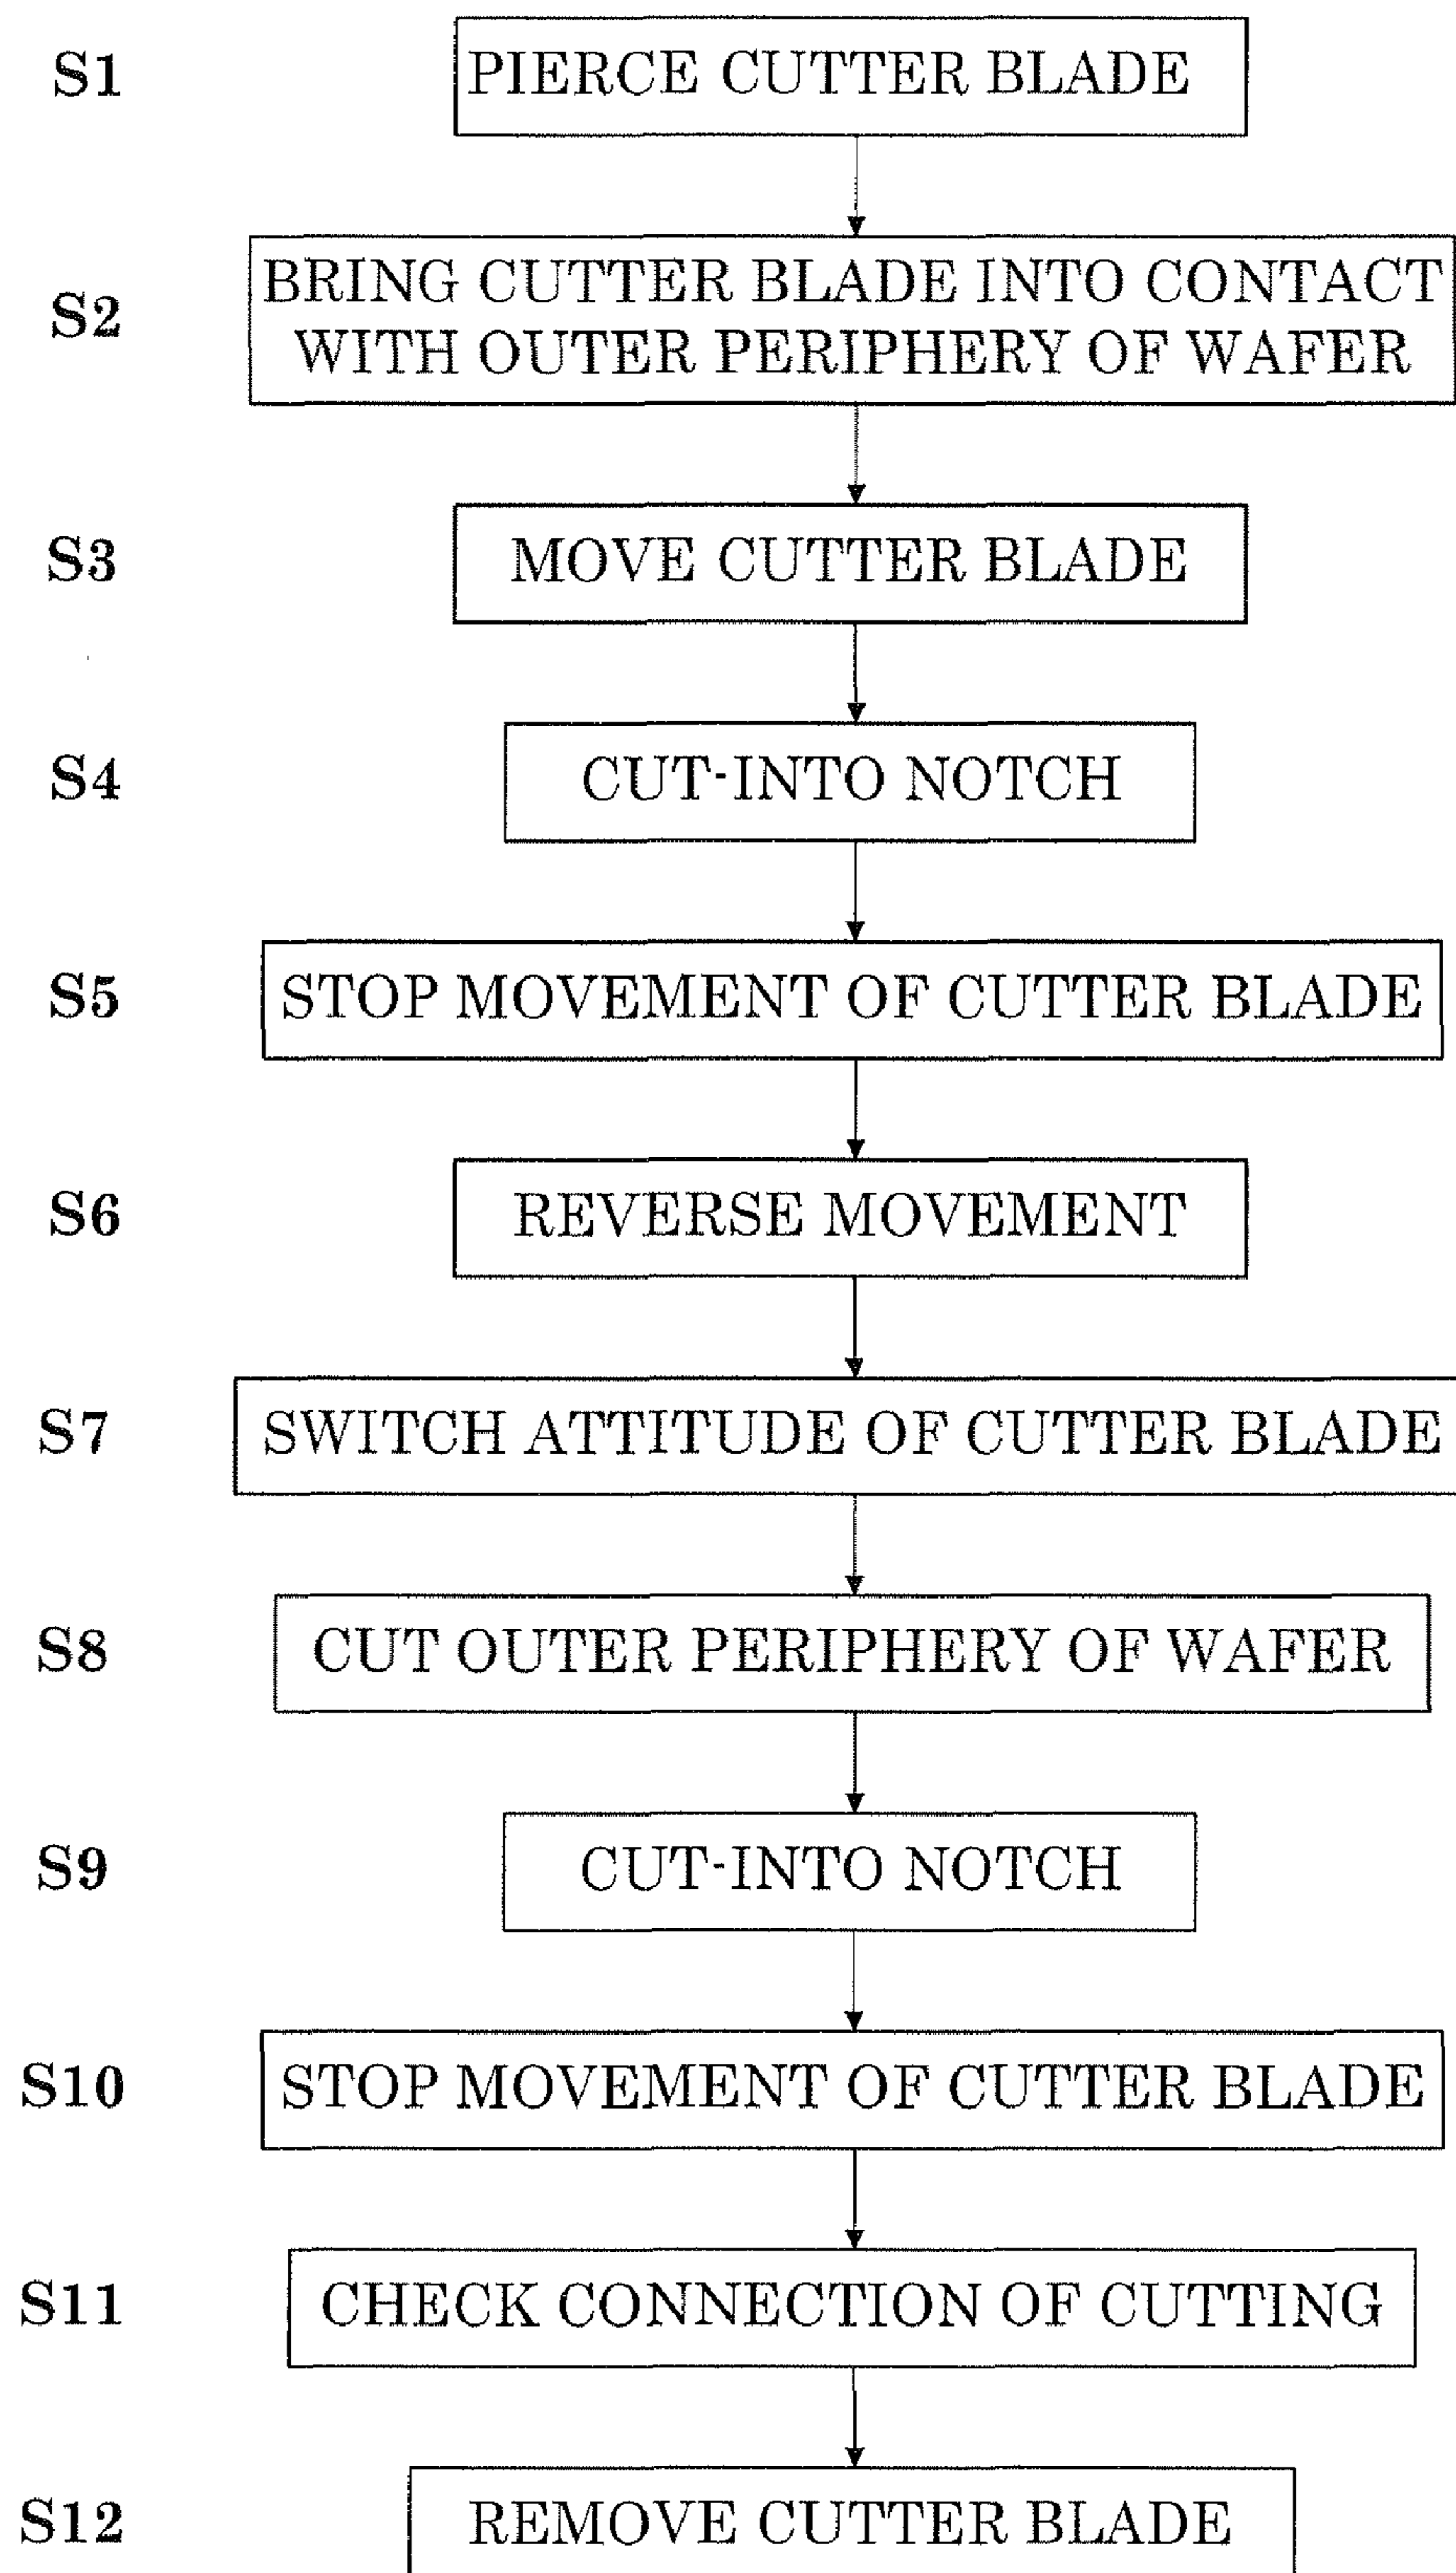 S1 PIERCE CUTTER BLADE
S2 BRING CUTTER BLADE INTO CONTACT
WITH OUTER PERIPHERY OF WAFER
S3 MOVE CUTTER BLADE
S4 CUT-INTO NOTCH
S5 STOP MOVEMENT OF CUTTER BLADE
S6 REVERSE MOVEMENT
S7 SWITCH ATTITUDE OF CUTTER BLADE
S8 CUT OUTER PERIPHERY OF WAFER
S9 CUT-INTO NOTCH
S10 STOP MOVEMENT OF CUTTER BLADE
S11 CHECK CONNECTION OF CUTTING
S12 REMOVE CUTTER BLADE